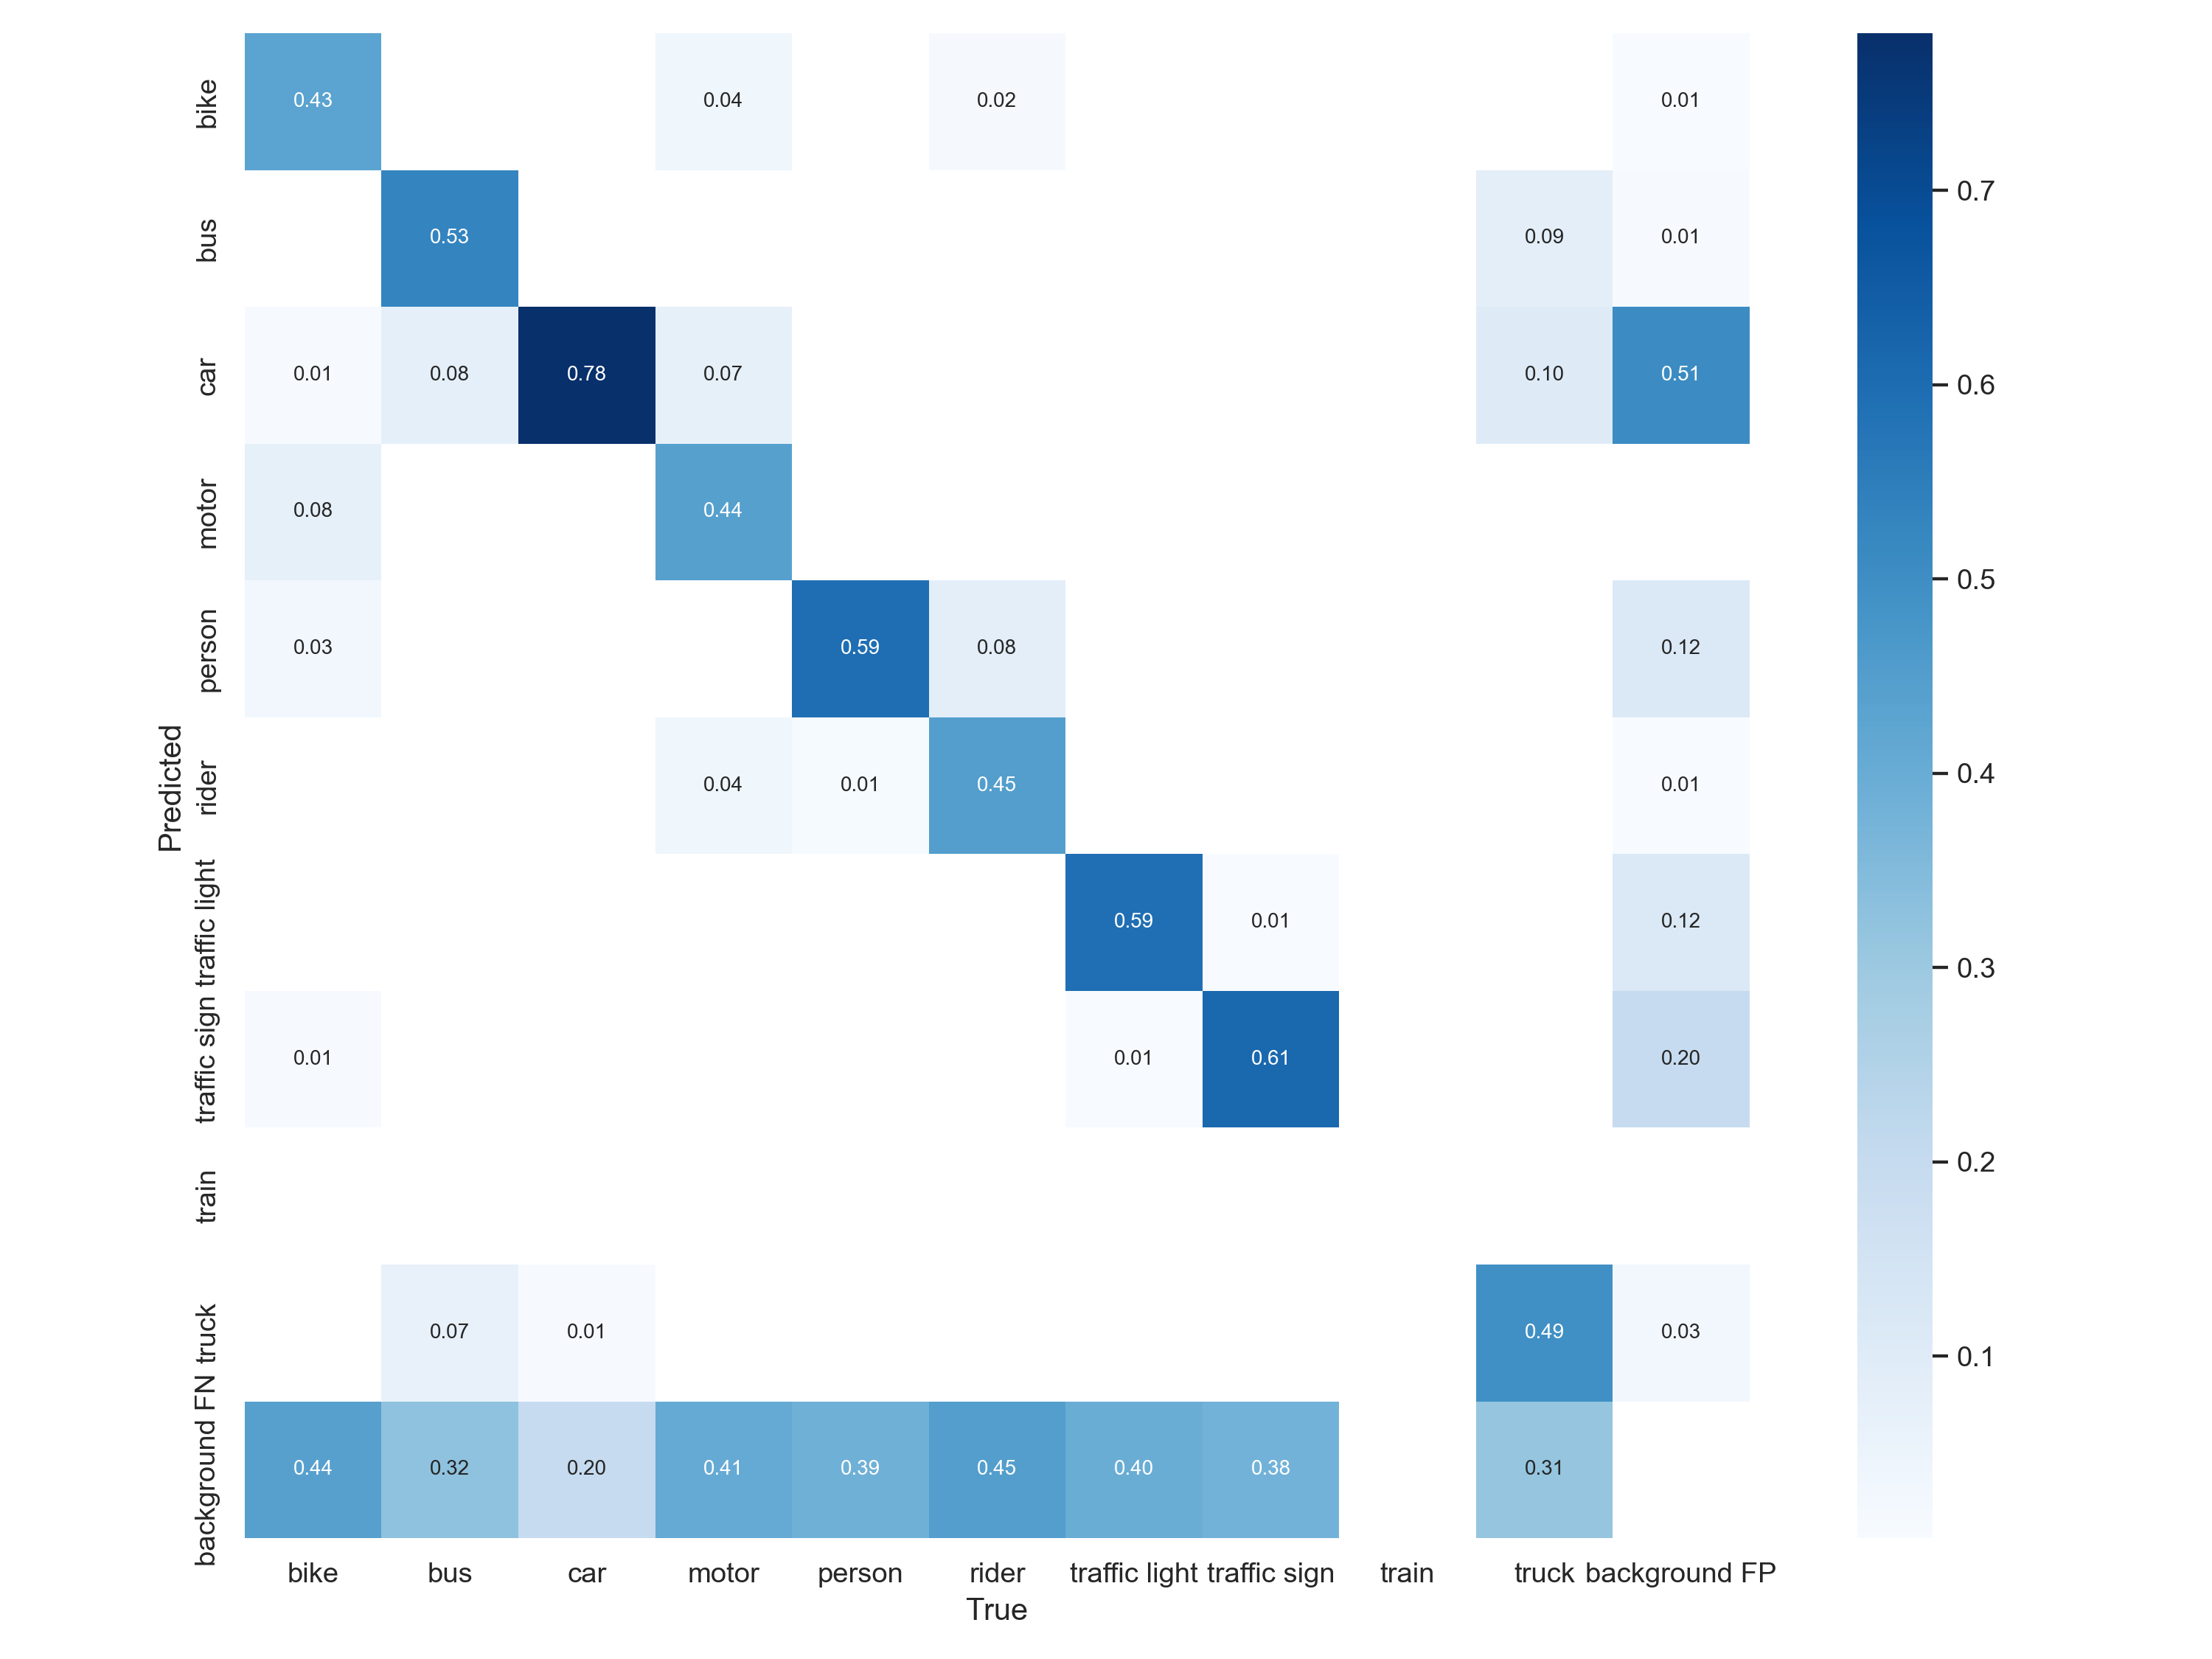 bike 0.43 0.04 0.02 0.01
bus 0.53 0.09 0.01
car 0.01 0.08 0.78 0.07 0.10 0.51
motor 0.08 0.44
person 0.03 0.59 0.08 0.12
rider 0.04 0.01 0.45 0.01
traffic light 0.59 0.01 0.12
traffic sign 0.01 0.01 0.61 0.20
train
truck 0.07 0.01 0.49 0.03
background FN 0.44 0.32 0.20 0.41 0.39 0.45 0.40 0.38 0.31
Predicted
bike bus car motor person rider traffic light traffic sign train truck background FP
True
0.7
0.6
0.5
0.4
0.3
0.2
0.1